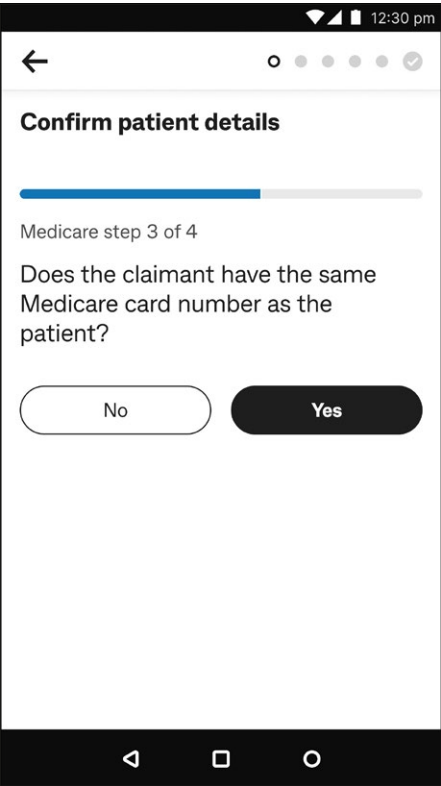 12:30 pm
Confirm patient details
Medicare step 3 of 4
Does the claimant have the same
Medicare card number as the
patient?
No
Yes